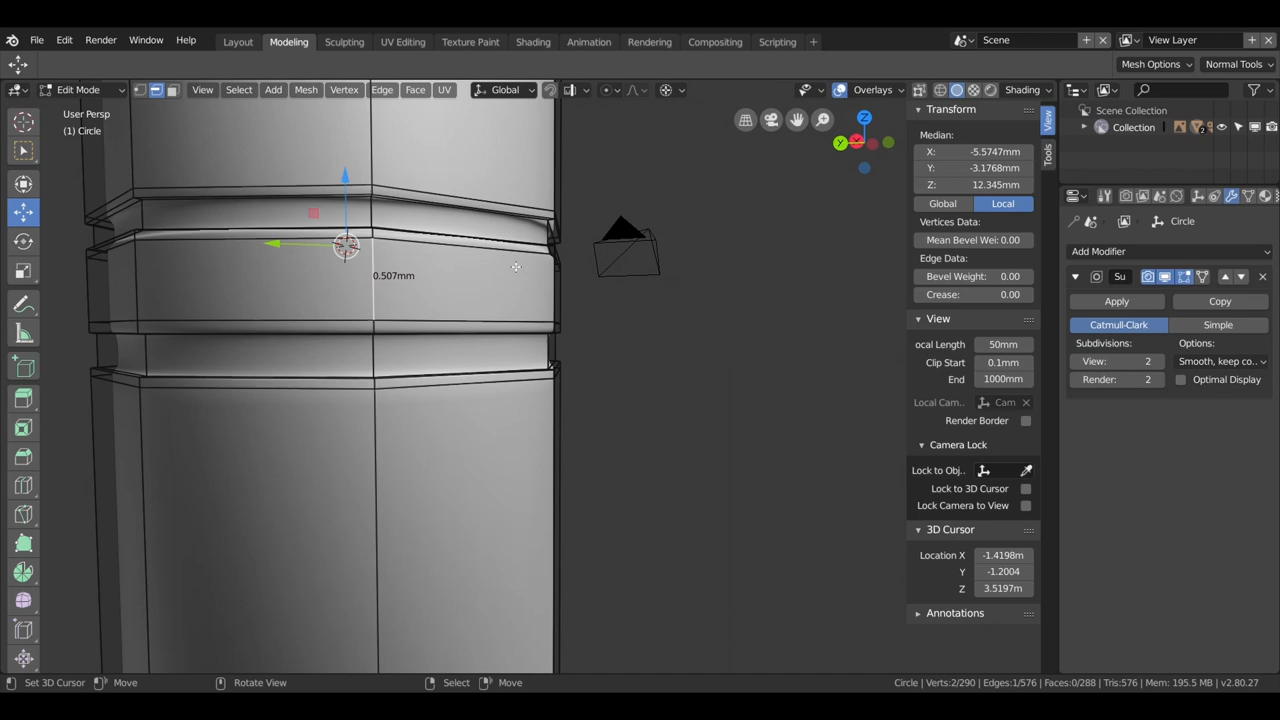 File Edit Render Window Help Layout Modeling Sculpting UV Editing Texture Paint Shading Animation Rendering Compositing Scripting + Scene View Layer
Mesh Options Normal Tools
Edit Mode View Select Add Mesh Vertex Edge Face UV Global Overlays Shading
User Persp
(1) Circle
Z
Y
X
0.507mm
Transform
Median:
X: -5.5747mm
Y: -3.1768mm
Z: 12.345mm
Global Local
Vertices Data:
Mean Bevel Wei: 0.00
Edge Data:
Bevel Weight: 0.00
Crease: 0.00
View
ocal Length 50mm
Clip Start 0.1mm
End 1000mm
Local Cam.. Cam
Render Border
Camera Lock
Lock to Obj..
Lock to 3D Cursor
Lock Camera to View
3D Cursor
Location X -1.4198m
Y -1.2004
Z 3.5197m
Annotations
View
Tools
Scene Collection
Collection 2
Circle
Add Modifier
Su
Apply Copy
Catmull-Clark Simple
Subdivisions: Options:
View: 2 Smooth, keep co..
Render: 2 Optimal Display
Set 3D Cursor Move Rotate View Select Move Circle | Verts:2/290 | Edges:1/576 | Faces:0/288 | Tris:576 | Mem: 195.5 MB | v2.80.27